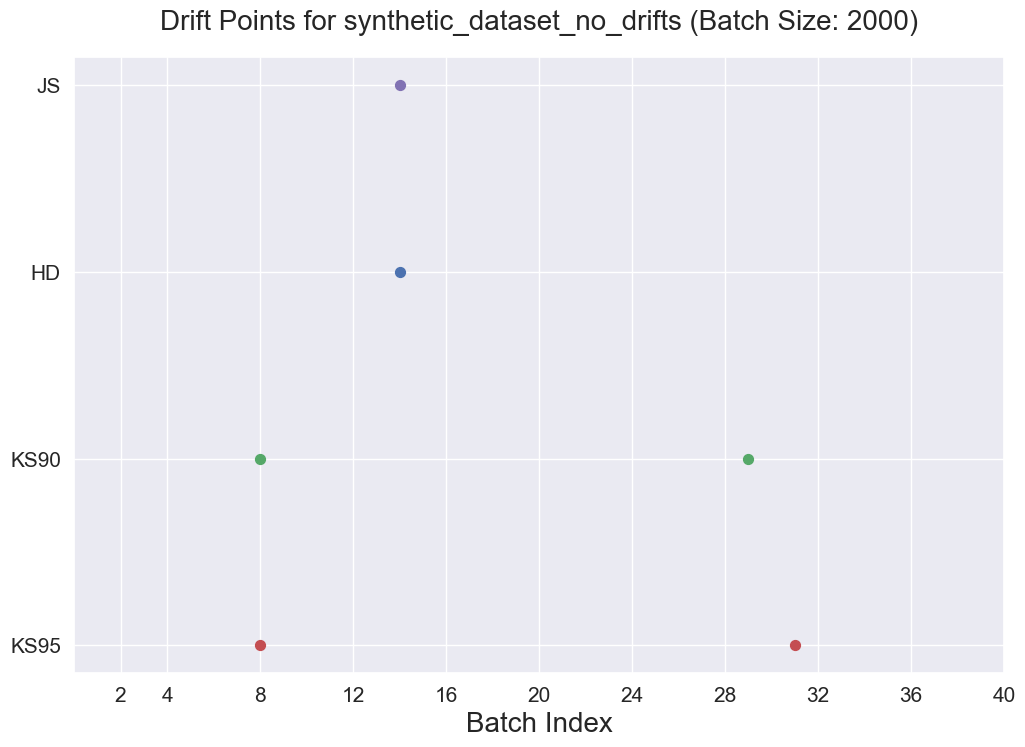 Drift Points for synthetic_dataset_no_drifts (Batch Size: 2000)
JS
HD
KS90
KS95
2 4 8 12 16 20 24 28 32 36 40
Batch Index